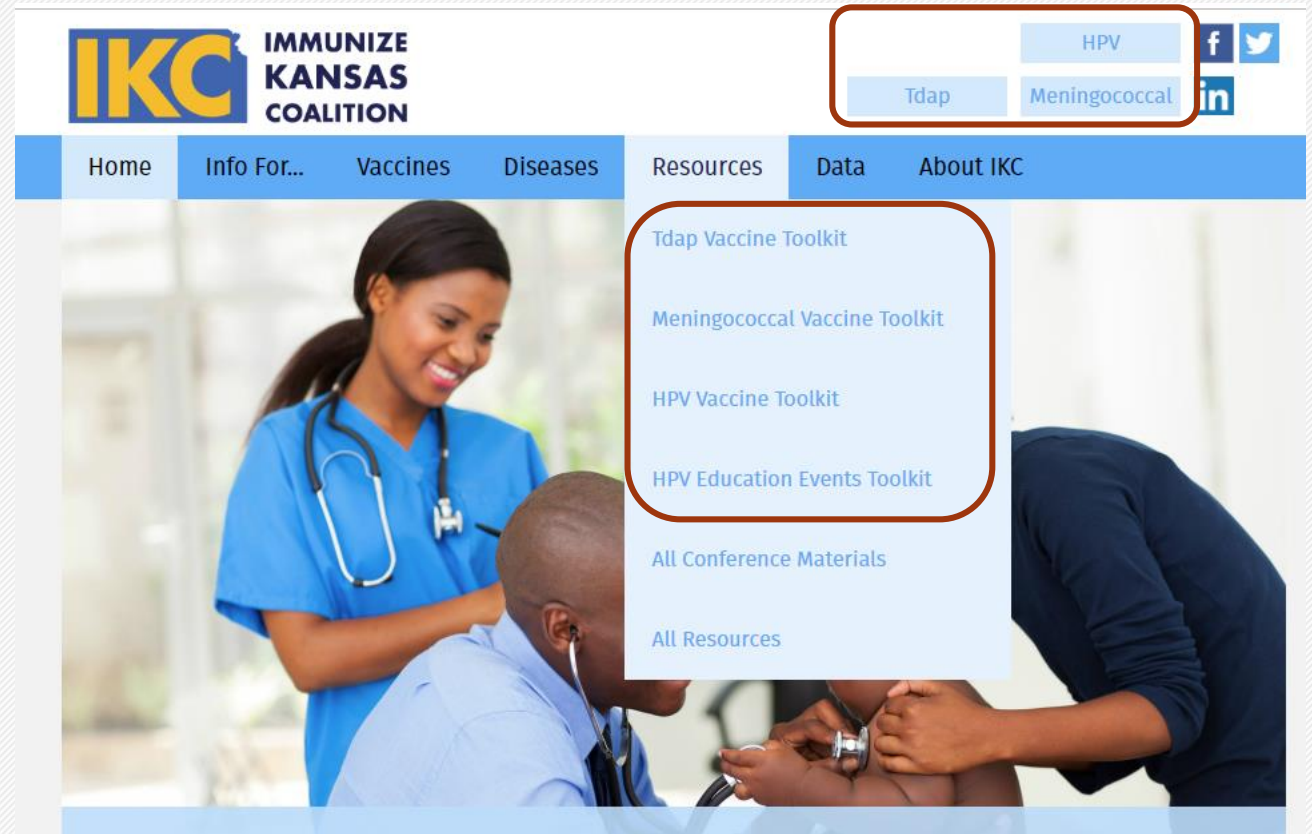 IKC
IMMUNIZE
KANSAS
COALITION
HPV
f
Tdap
Meningococcal
in
Home
Info For...
Vaccines
Diseases
Resources
Data
About IKC
Tdap Vaccine Toolkit
Meningococcal Vaccine Toolkit
HPV Vaccine Toolkit
HPV Education Events Toolkit
All Conference Materials
All Resources